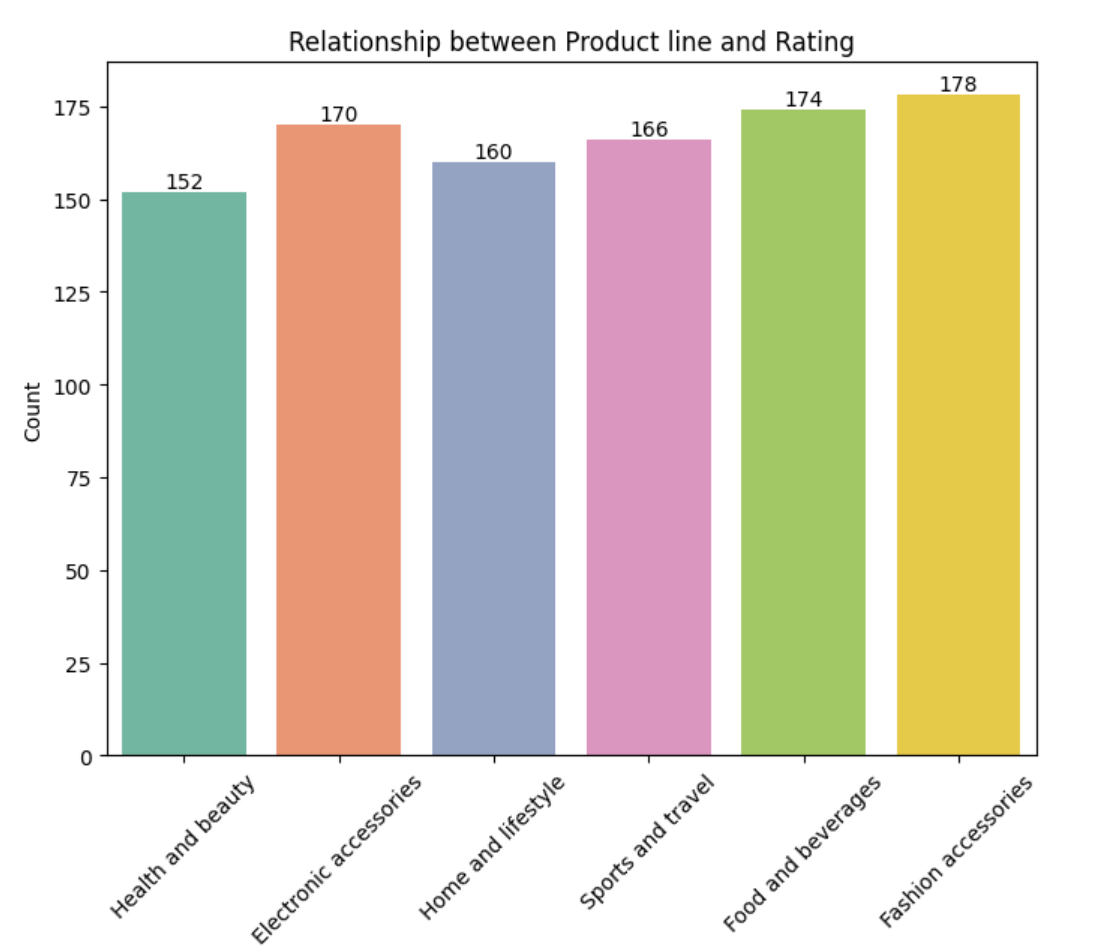 Relationship between Product line and Rating
178
174
170
166
160
152
175
150
125
100
75
50
25
0
Count
Health and beauty
Electronic accessories
Home and lifestyle
Sports and travel
Food and beverages
Fashion accessories